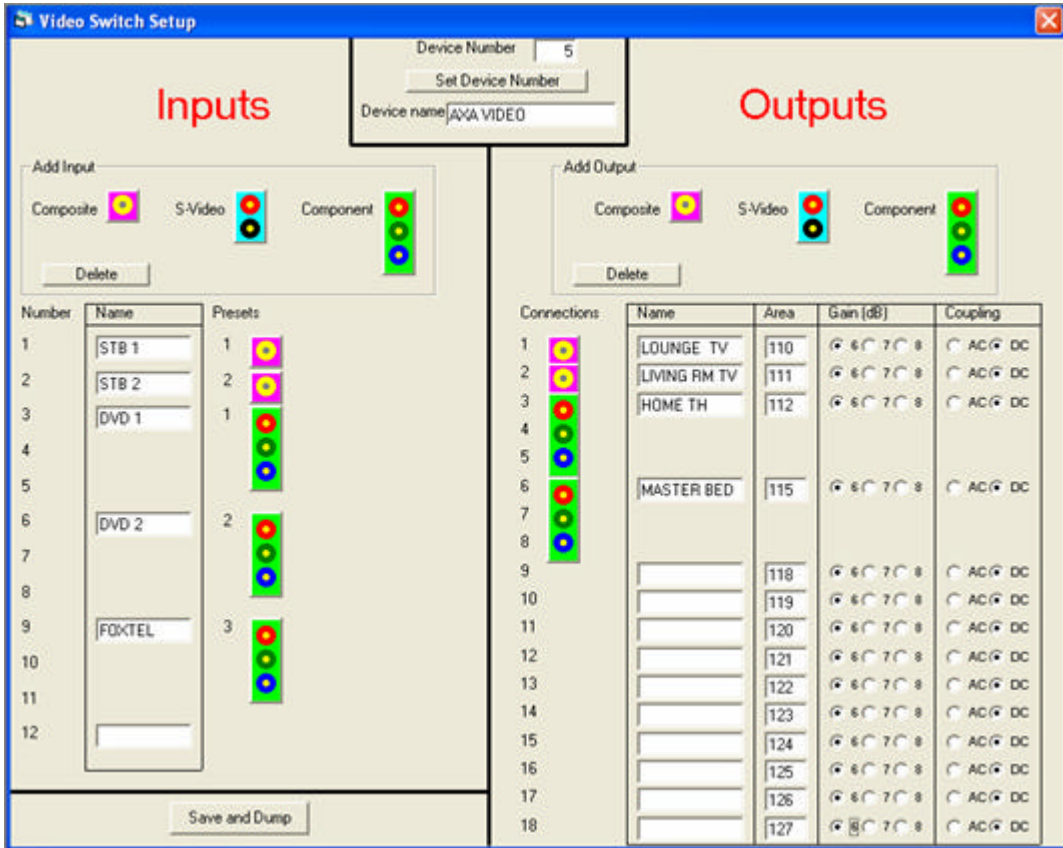 Video Switch Setup
Device Number 5
Set Device Number
Device name AXA VIDEO
Inputs
Add Input
Composite S-Video Component
Delete
Number Name Presets
1 STB 1 1
2 STB 2 2
3 DVD 1 1
4
5
6 DVD 2 2
7
8
9 FOXTEL 3
10
11
12
Save and Dump
Outputs
Add Output
Composite S-Video Component
Delete
Connections Name Area Gain (dB) Coupling
1 LOUNGE TV 110 6 7 8 AC DC
2 LIVING RM TV 111 6 7 8 AC DC
3 HOME TH 112 6 7 8 AC DC
4
5
6 MASTER BED 115 6 7 8 AC DC
7
8
9 118 6 7 8 AC DC
10 119 6 7 8 AC DC
11 120 6 7 8 AC DC
12 121 6 7 8 AC DC
13 122 6 7 8 AC DC
14 123 6 7 8 AC DC
15 124 6 7 8 AC DC
16 125 6 7 8 AC DC
17 126 6 7 8 AC DC
18 127 6 7 8 AC DC